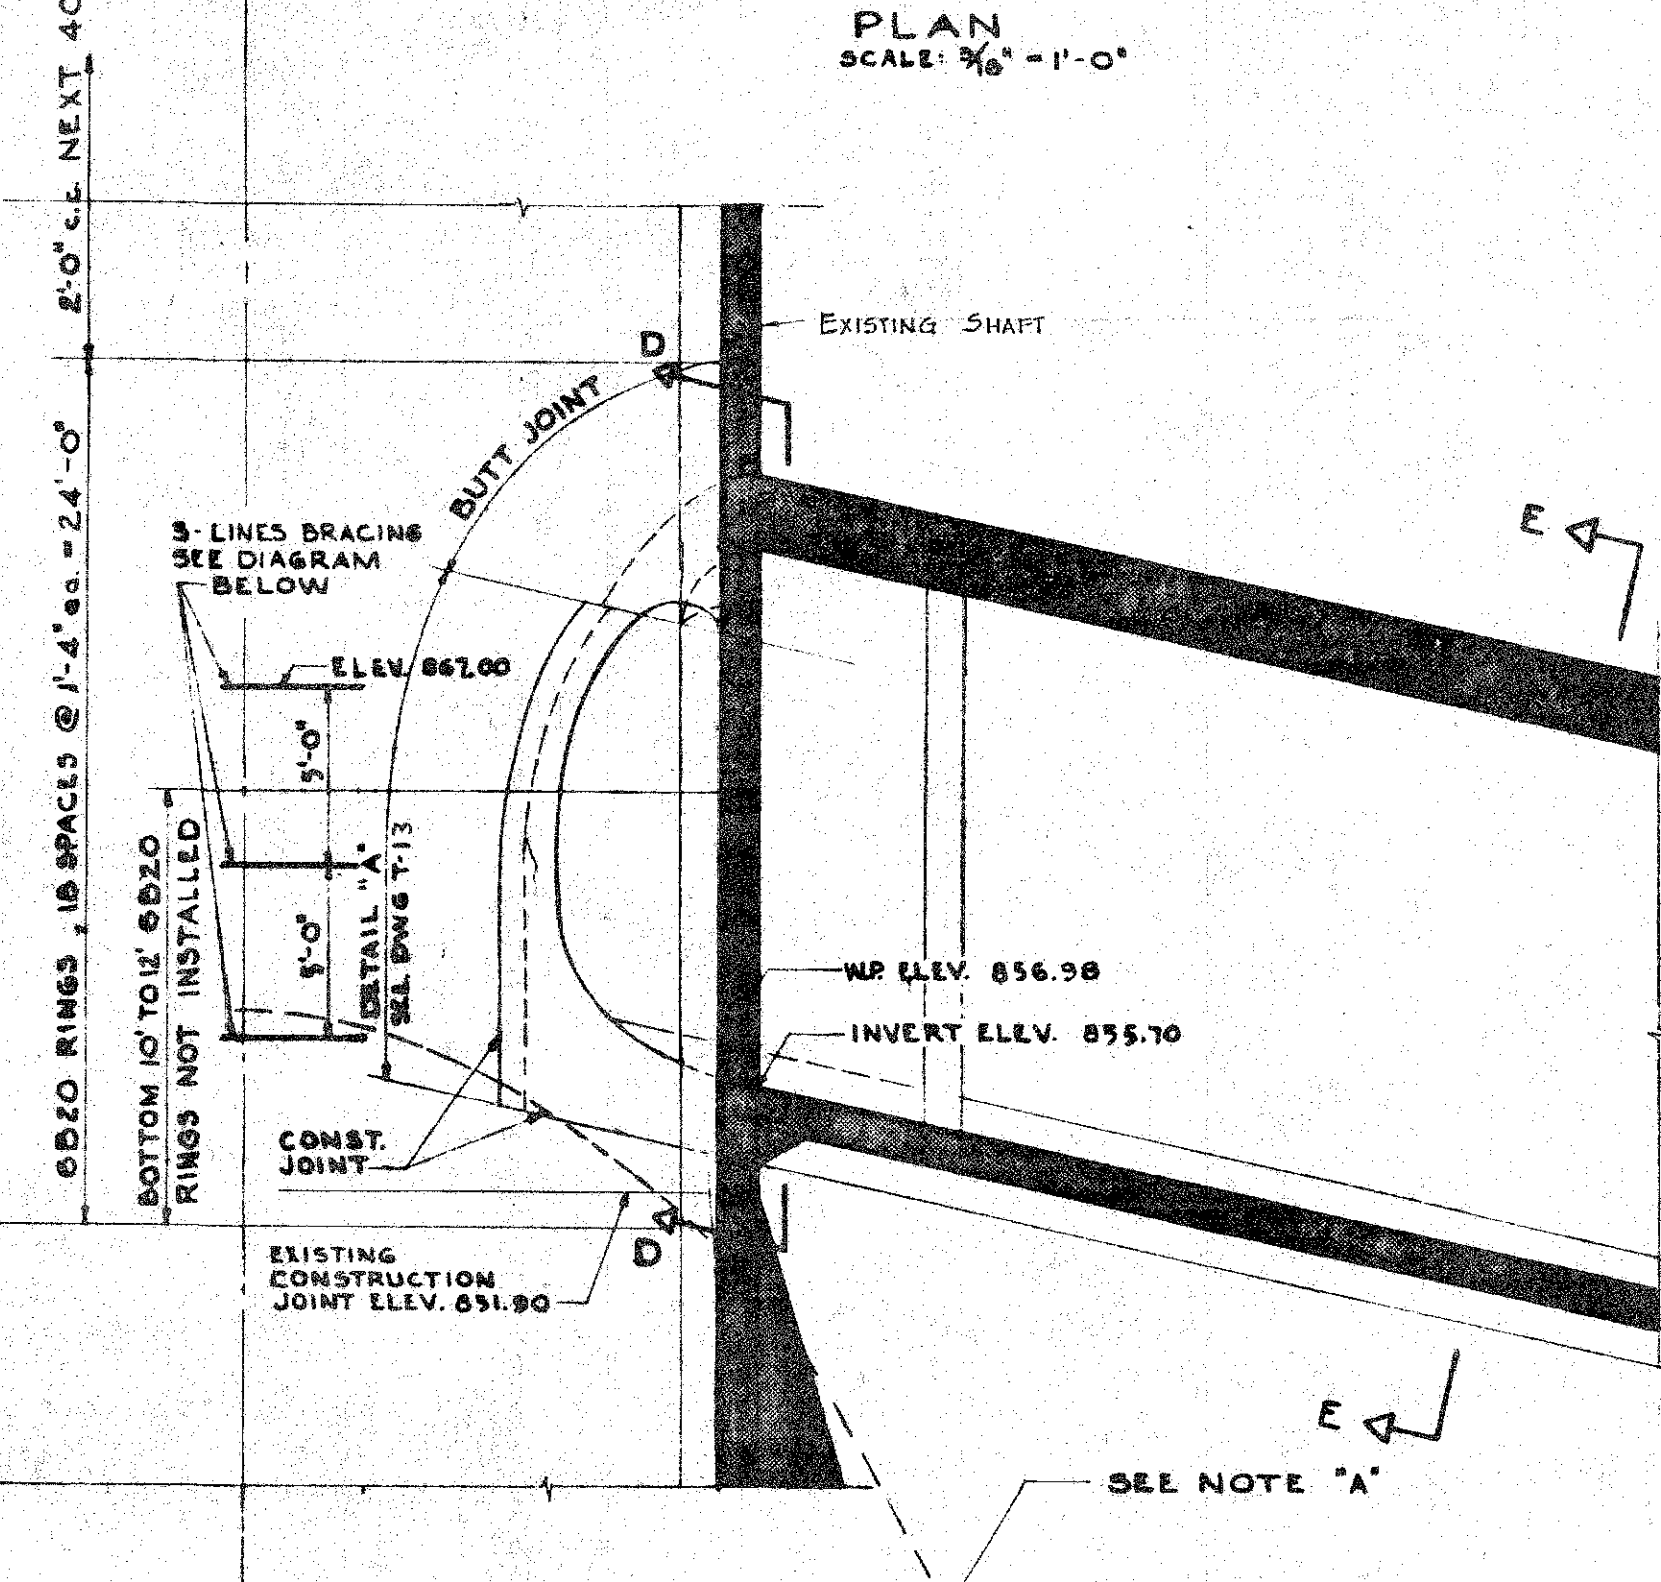 PLAN
SCALE: 3/16" = 1'-0"
2'-0" c.c. NEXT 40
EXISTING SHAFT
D
BUTT JOINT
3- LINES BRACING
SEE DIAGRAM
BELOW
E
ELEV. 867.00
5'-0"
6B20 RINGS, 18 SPACES @ 1'-4" ea. = 24'-0"
BOTTOM 10' TO 12' 6B20
RINGS NOT INSTALLED
5'-0"
DETAIL "A"
SEE DWG T-13
W.P. ELEV. 856.98
INVERT ELEV. 855.70
CONST.
JOINT
D
EXISTING
CONSTRUCTION
JOINT ELEV. 851.90
E
SEE NOTE "A"